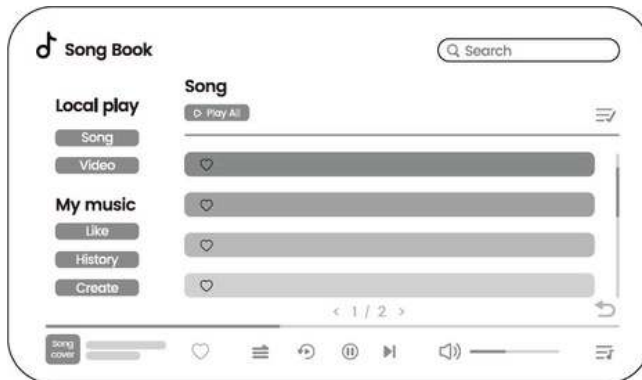 Song Book
Search
Local play
Song
Video
My music
Like
History
Create
Song
Play All
< 1 / 2 >
Song
cover